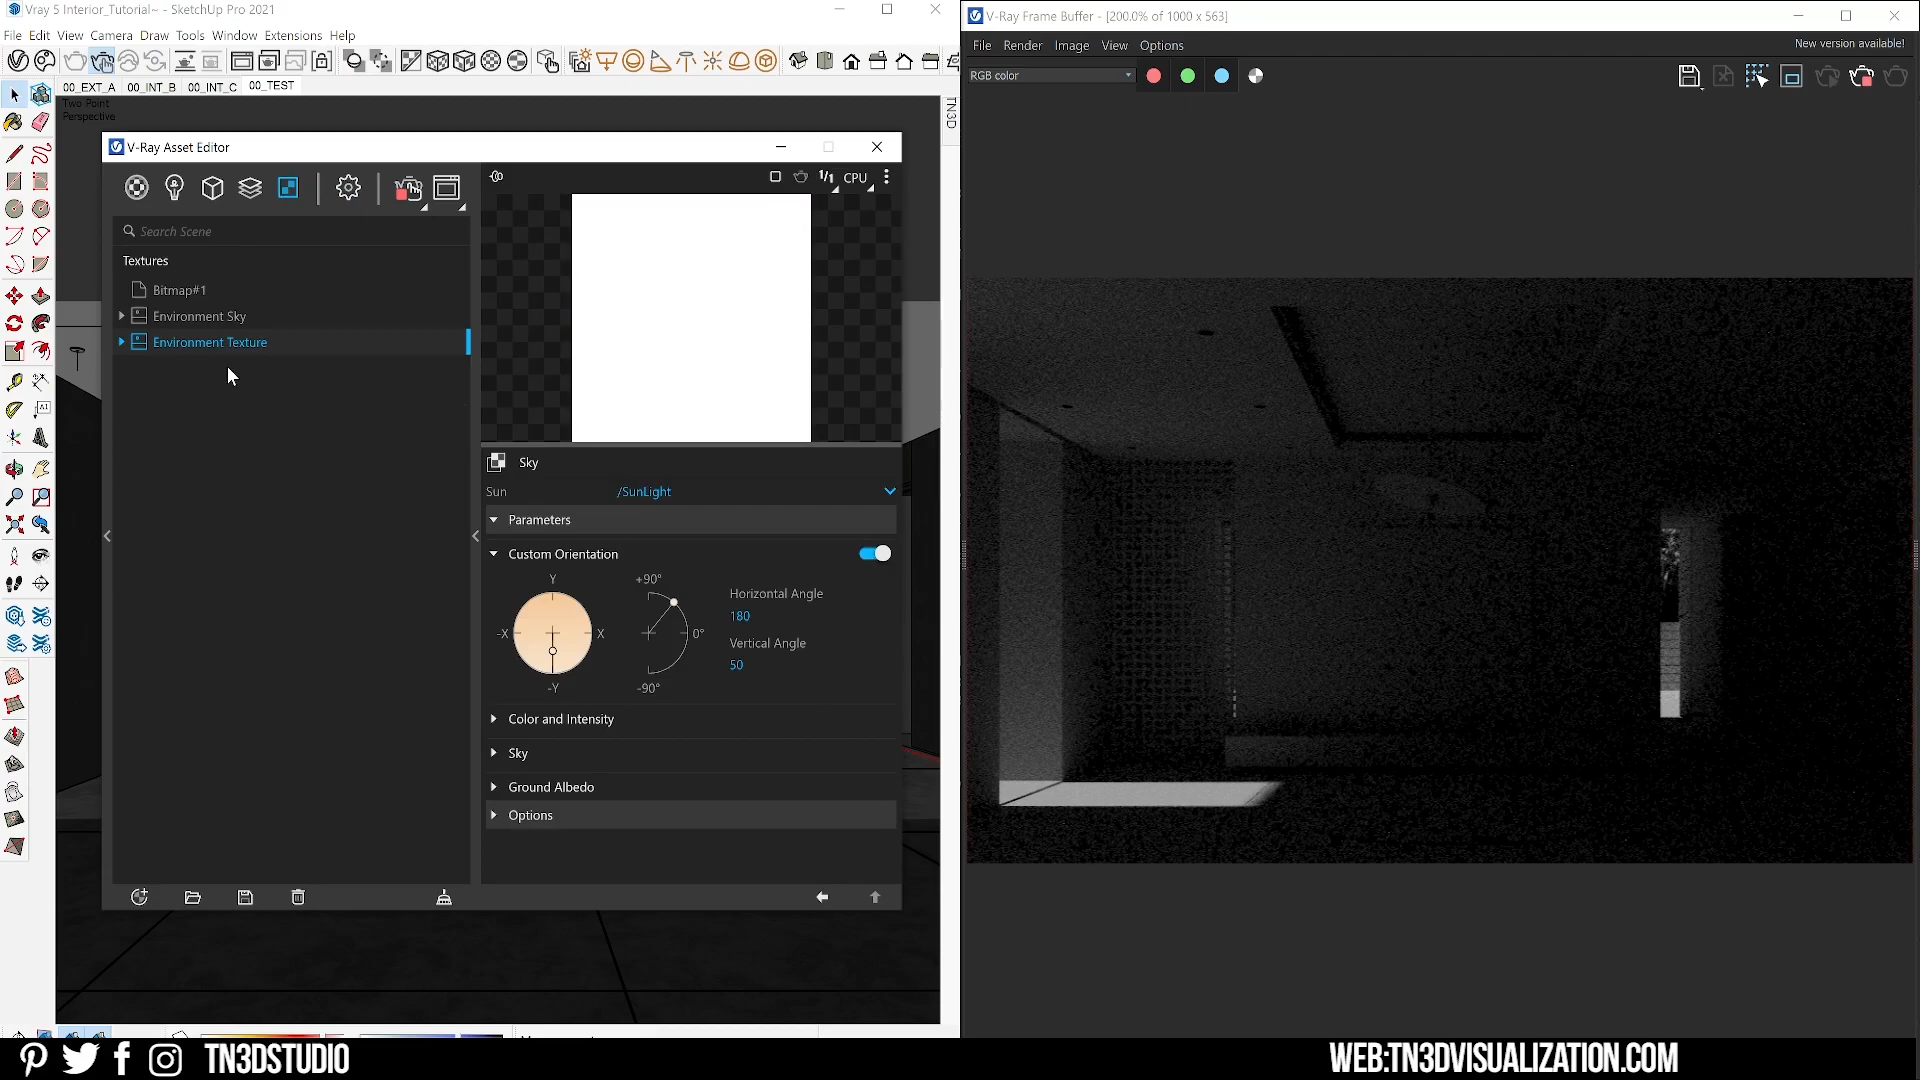 Vray 5 Interior_Tutorial~ - SketchUp Pro 2021
File Edit View Camera Draw Tools Window Extensions Help
00_EXT_A 00_INT_B 00_INT_C 00_TEST
Two Point
Perspective
TN3D
A1
V-Ray Asset Editor
Search Scene
Textures
Bitmap#1
Environment Sky
Environment Texture
1/1 CPU
Sky
Sun /SunLight
Parameters
Custom Orientation
Y +90°
Horizontal Angle
180
-X X 0°
Vertical Angle
50
-Y -90°
Color and Intensity
Sky
Ground Albedo
Options
V-Ray Frame Buffer - [200.0% of 1000 x 563]
File Render Image View Options
New version available!
RGB color
TN3DSTUDIO
WEB:TN3DVISUALIZATION.COM